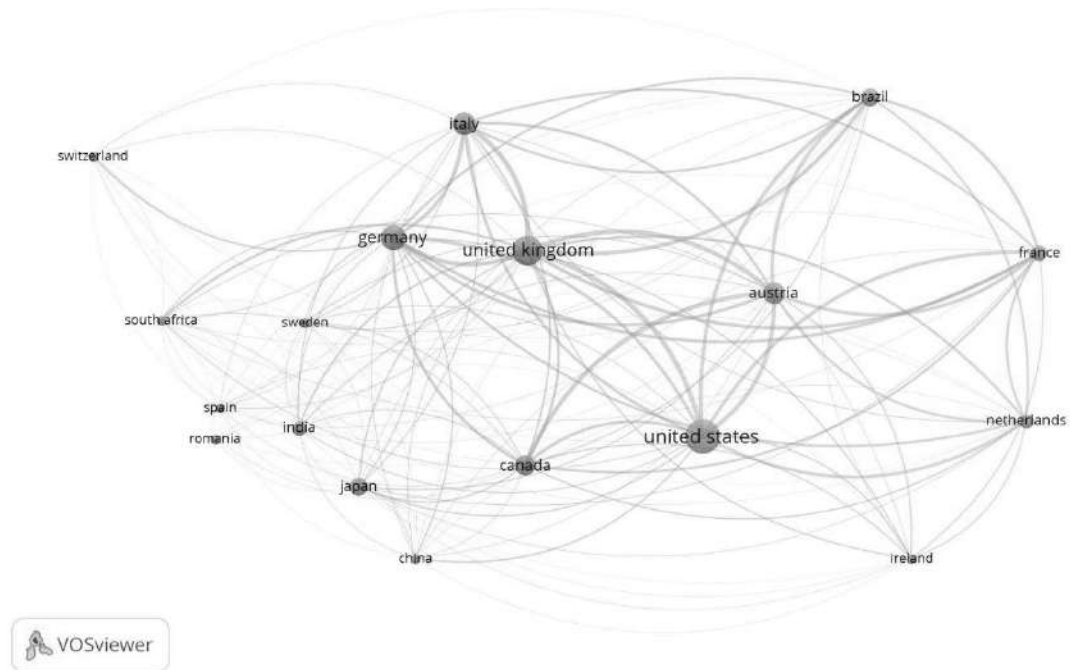 brazil
italy
switzerland
germany
united kingdom
france
austria
south africa
sweden
spain
india
romania
netherlands
united states
canada
japan
china
ireland
VOSviewer